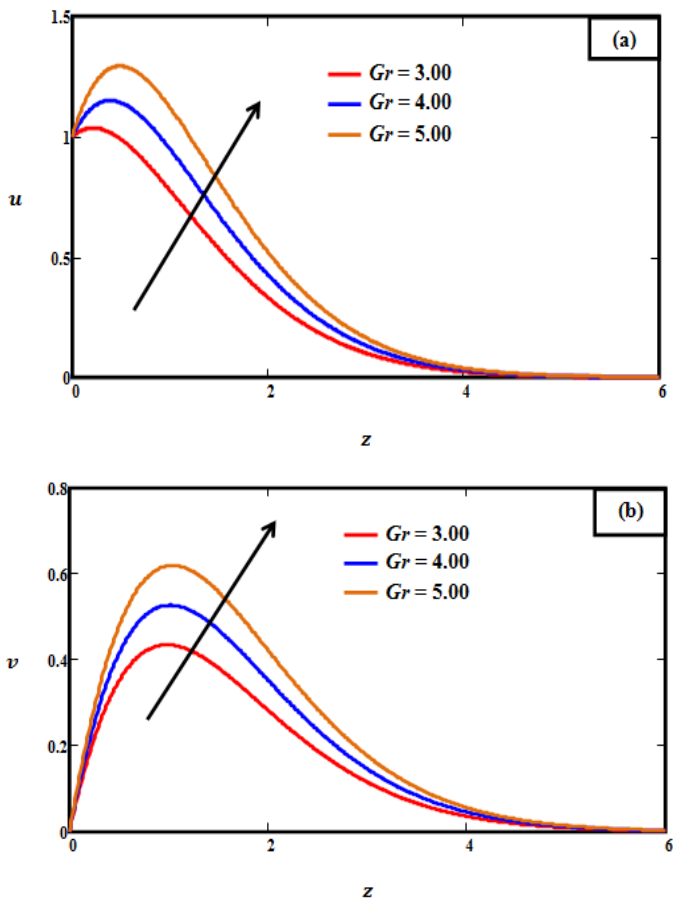 1.5
(a)
Gr = 3.00
Gr = 4.00
Gr = 5.00
1
u
0.5
0
0 2 4 6
z
0.8
(b)
Gr = 3.00
Gr = 4.00
Gr = 5.00
0.6
v
0.4
0.2
0
0 2 4 6
z